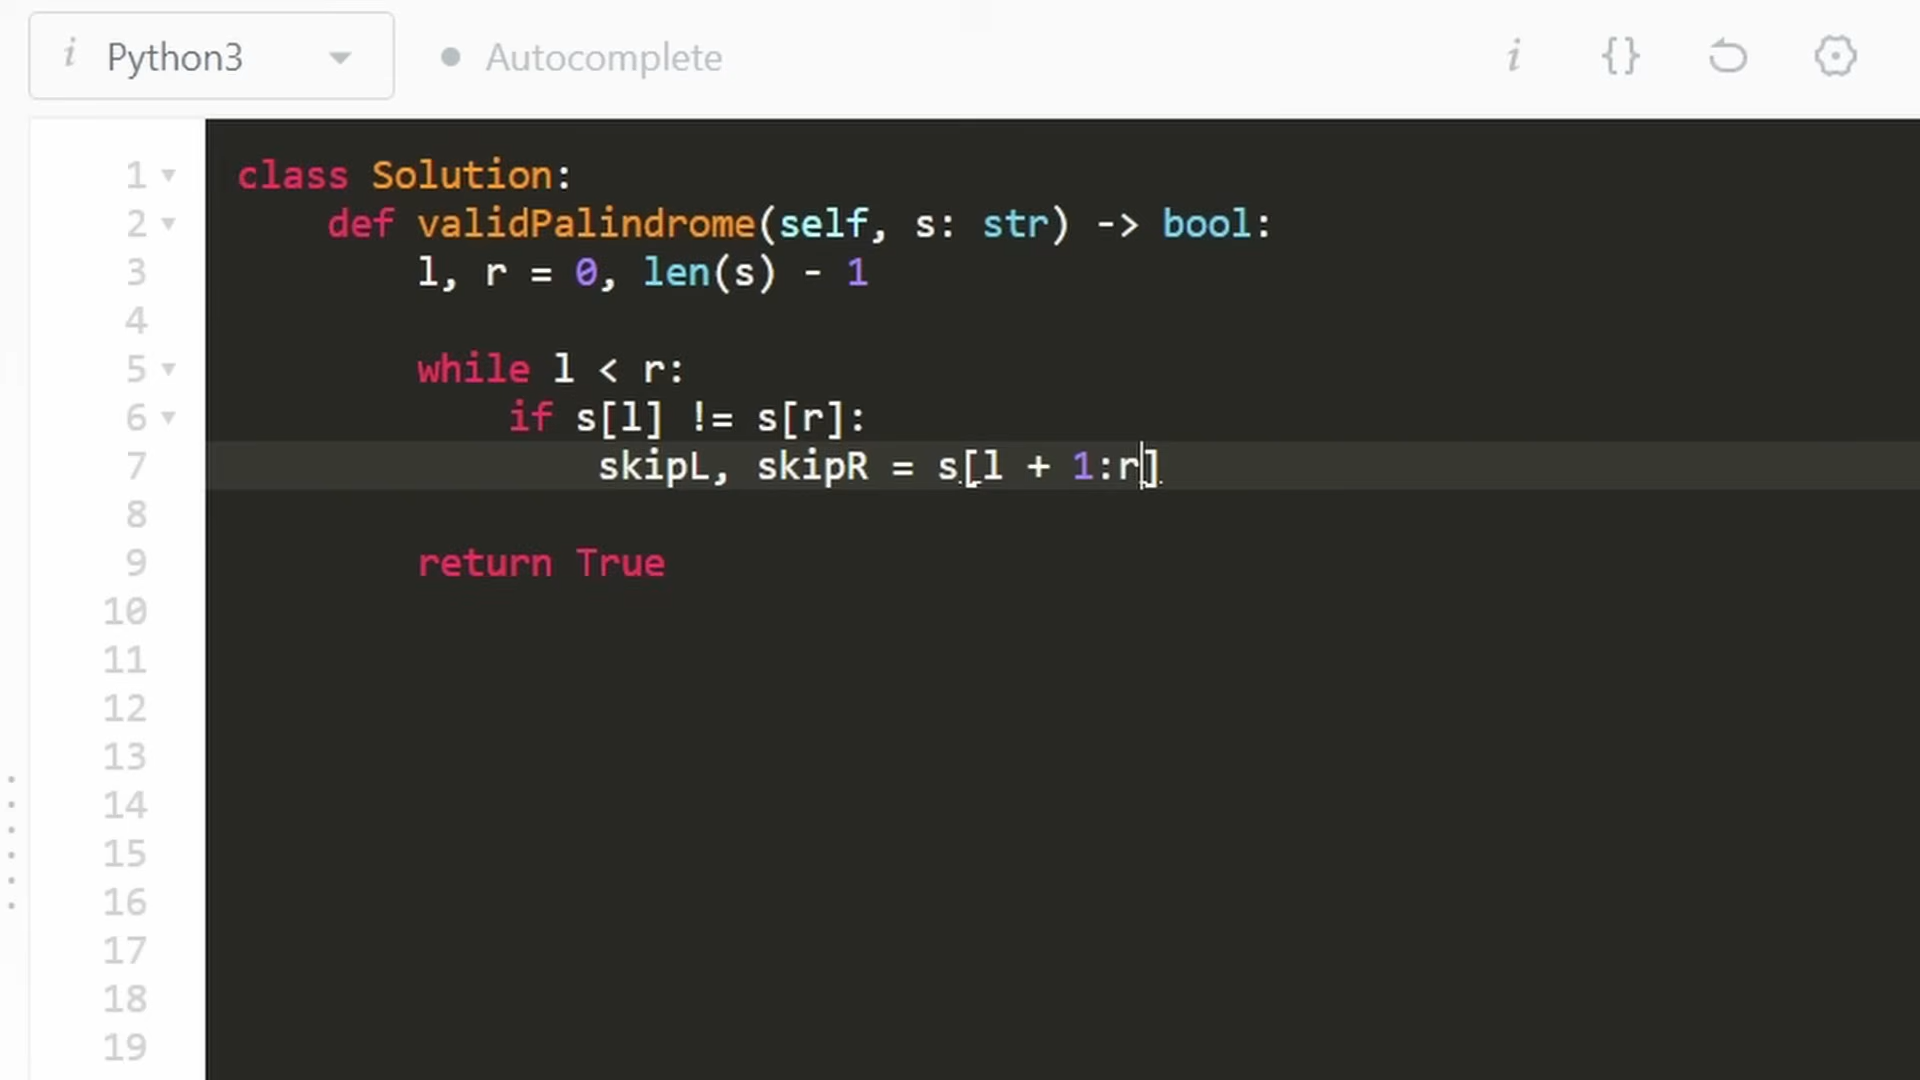 i Python3 Autocomplete i {}
1 class Solution:
2 def validPalindrome(self, s: str) -> bool:
3 l, r = 0, len(s) - 1
4
5 while l < r:
6 if s[l] != s[r]:
7 skipL, skipR = s[l + 1:r]
8
9 return True
10
11
12
13
14
15
16
17
18
19